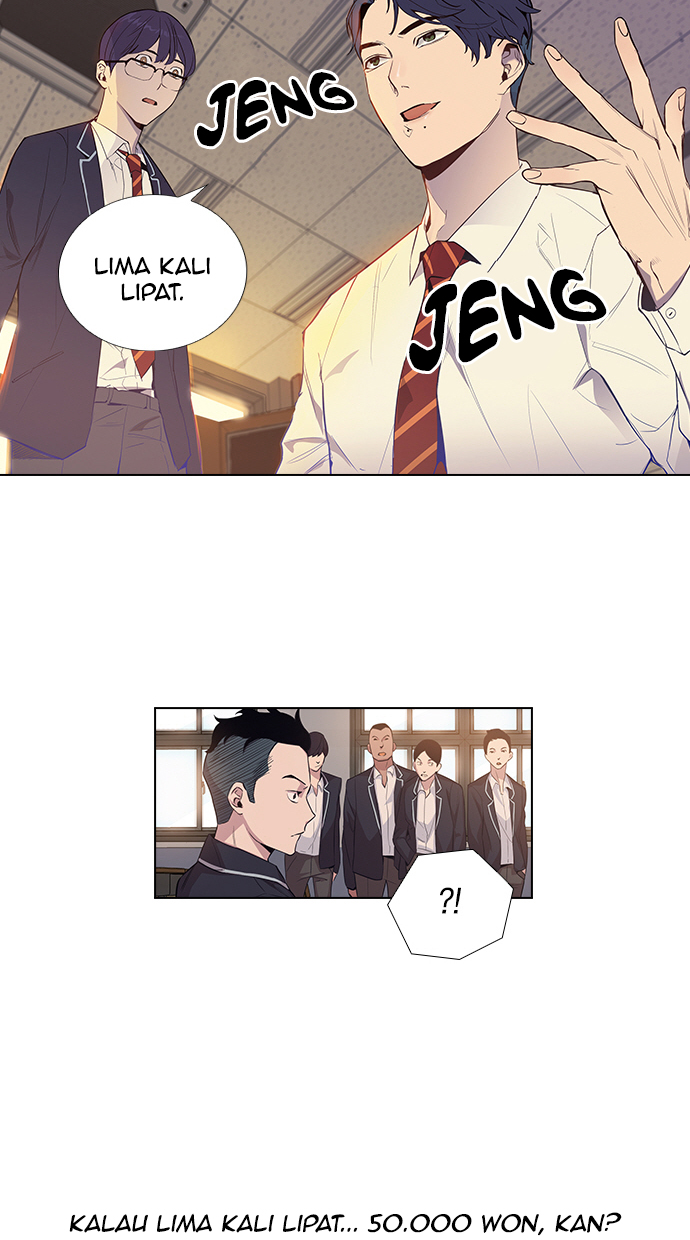 JENG
LIMA KALI
LIPAT.
JENG
?!
KALAU LIMA KALI LIPAT... 50.000 WON, KAN?